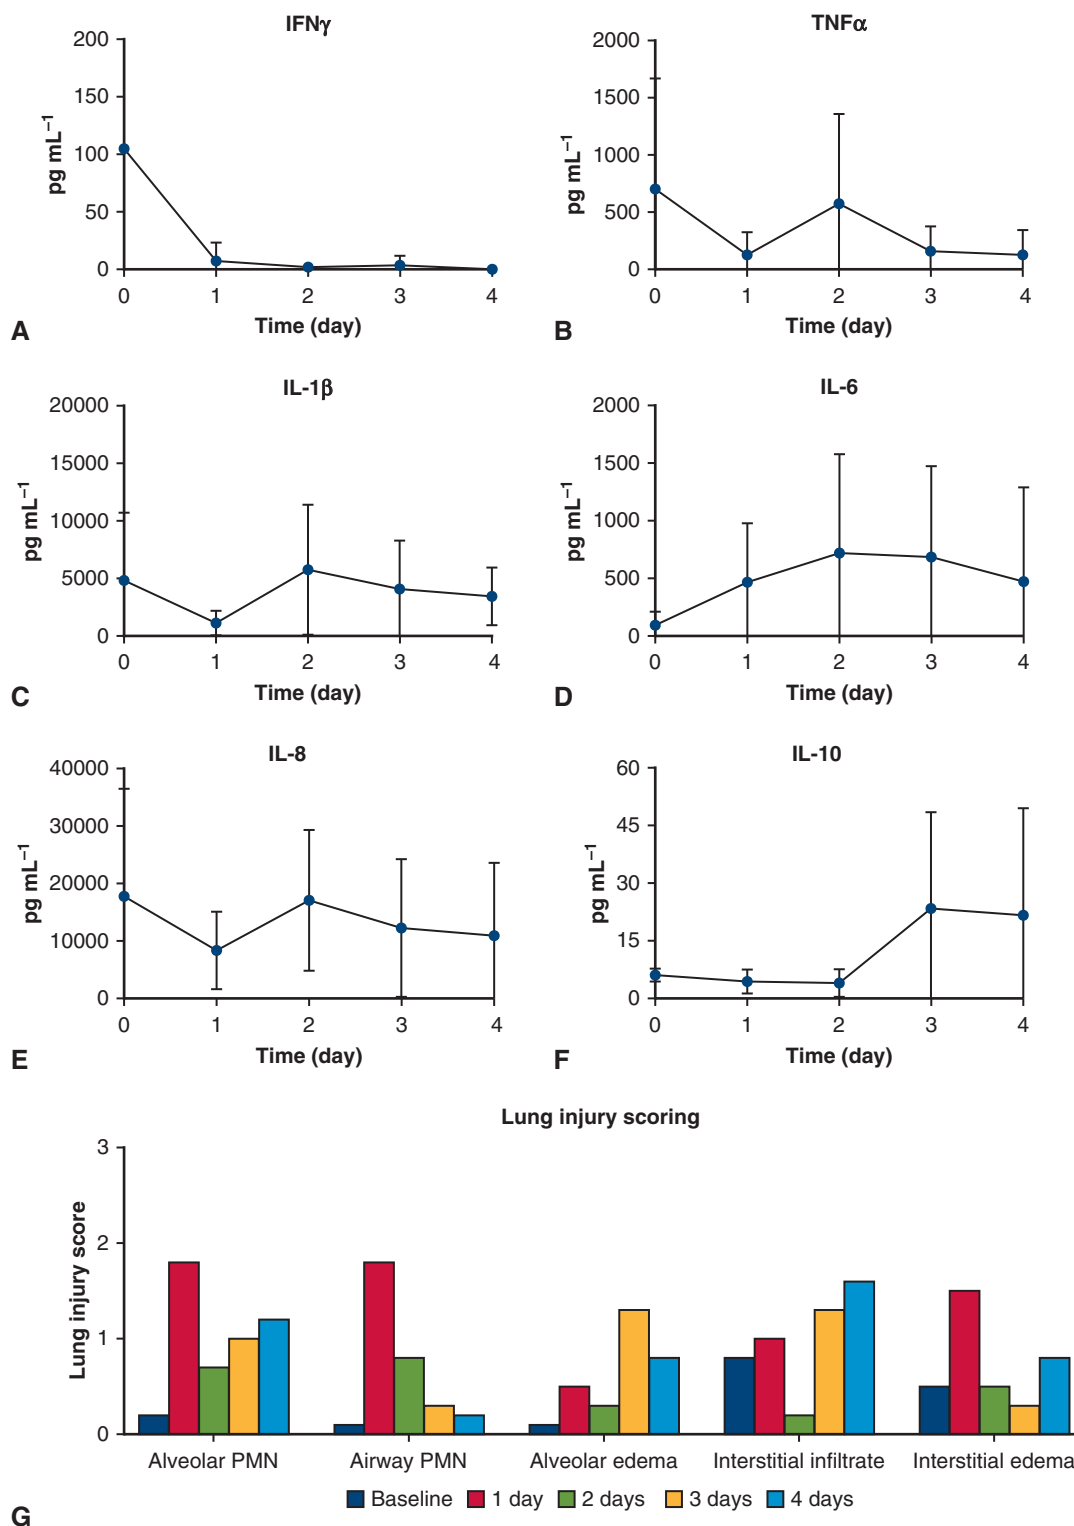 IFNγ
200
150
100
50
0
pg mL⁻¹
0 1 2 3 4
Time (day)
A
TNFα
2000
1500
1000
500
0
pg mL⁻¹
0 1 2 3 4
Time (day)
B
IL-1β
20000
15000
10000
5000
0
pg mL⁻¹
0 1 2 3 4
Time (day)
C
IL-6
2000
1500
1000
500
0
pg mL⁻¹
0 1 2 3 4
Time (day)
D
IL-8
40000
30000
20000
10000
0
pg mL⁻¹
0 1 2 3 4
Time (day)
E
IL-10
60
45
30
15
0
pg mL⁻¹
0 1 2 3 4
Time (day)
F
Lung injury scoring
3
2
1
0
Lung injury score
Alveolar PMN Airway PMN Alveolar edema Interstitial infiltrate Interstitial edema
Baseline 1 day 2 days 3 days 4 days
G